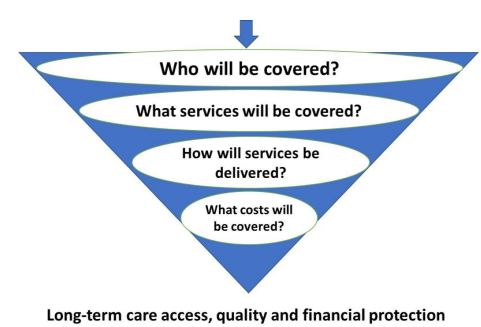 Who will be covered?
What services will be covered?
How will services be
delivered?
What costs will
be covered?
Long-term care access, quality and financial protection